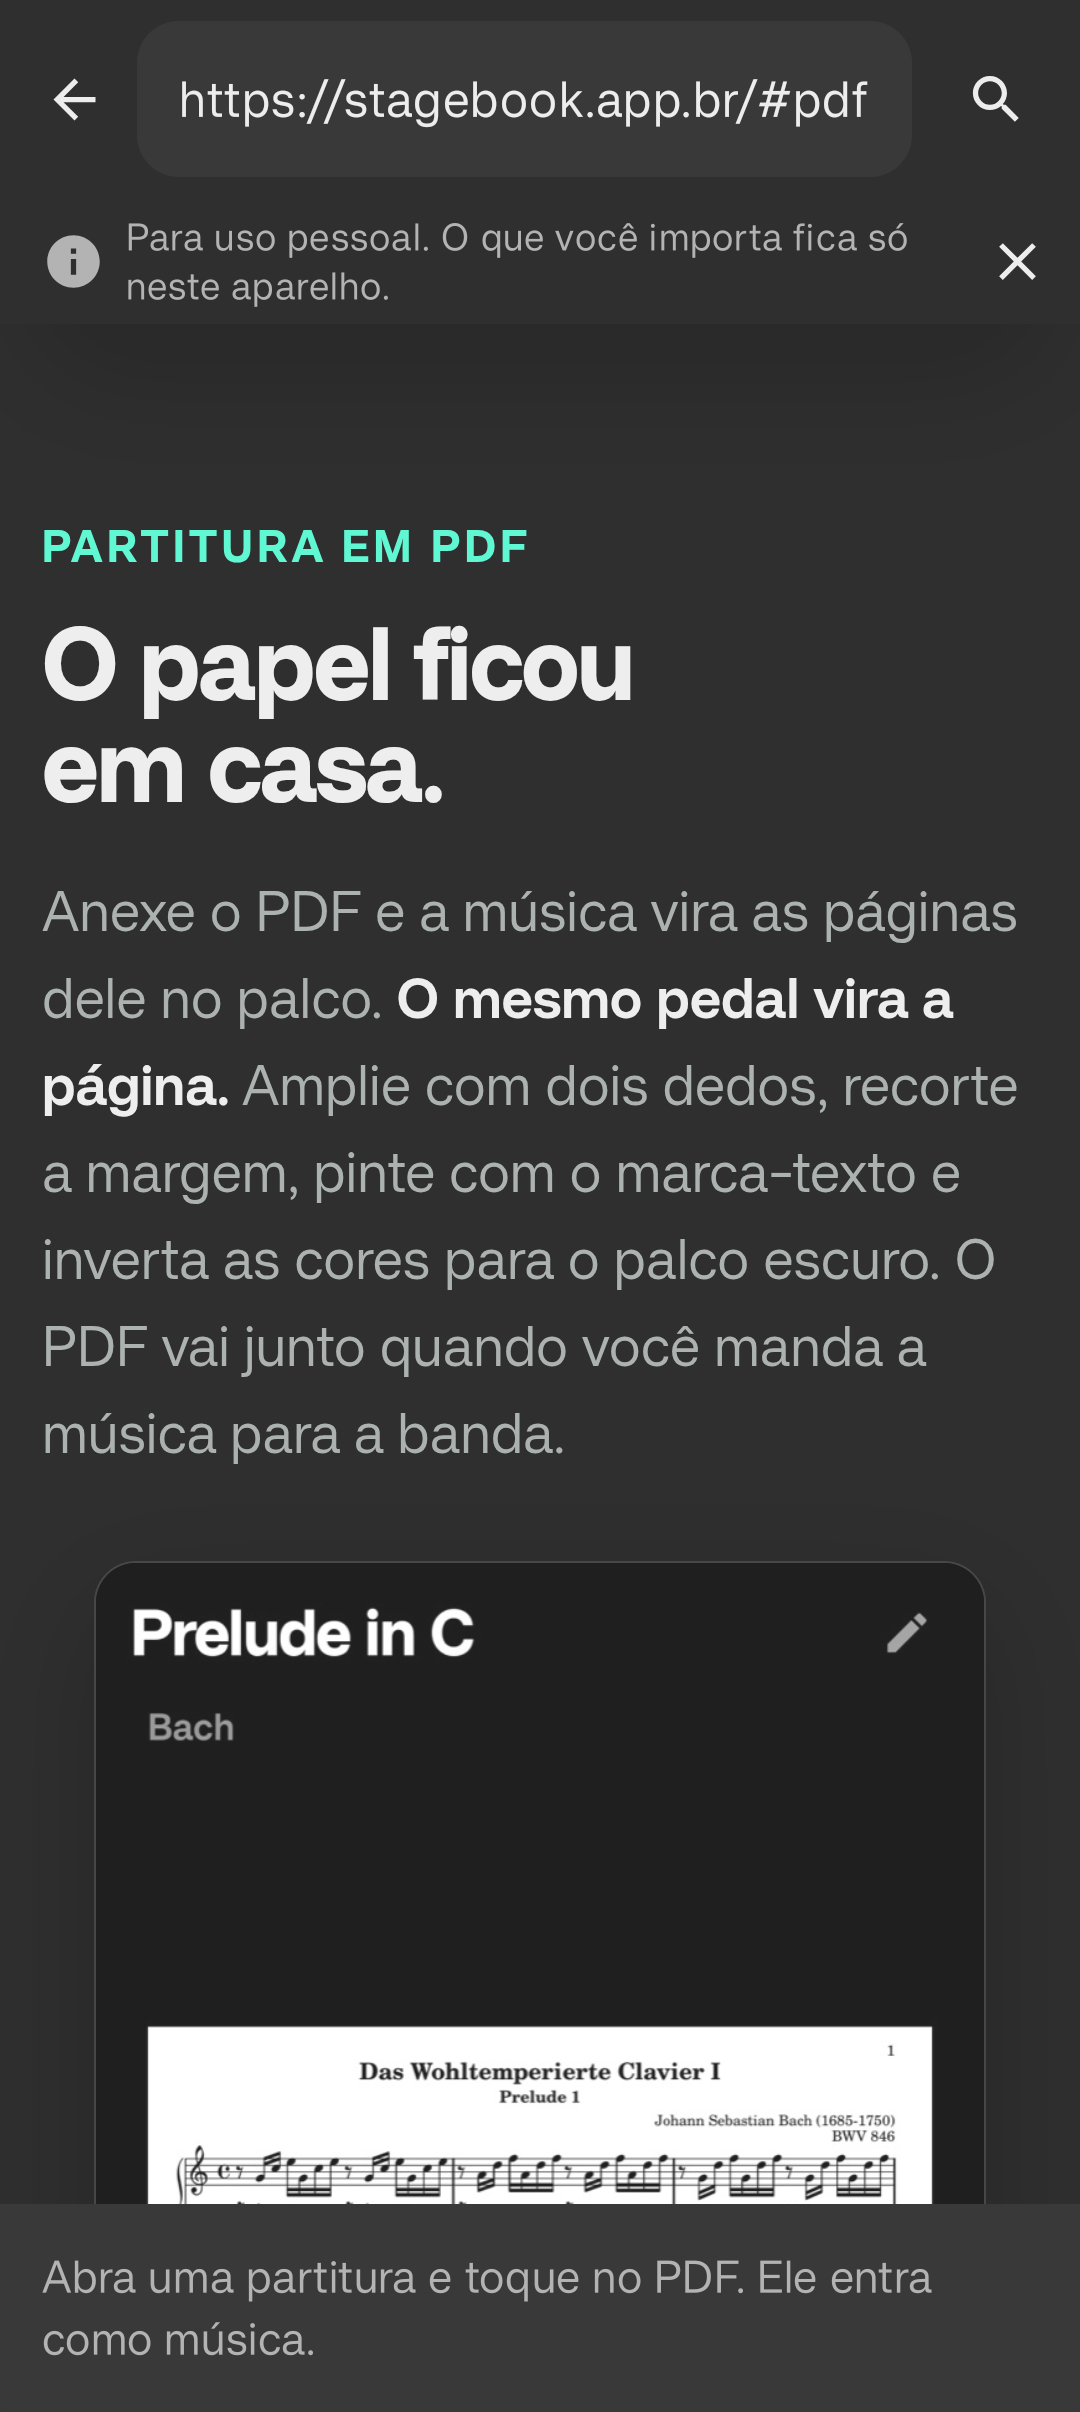 https://stagebook.app.br/#pdf
Para uso pessoal. O que você importa fica só
neste aparelho.
PARTITURA EM PDF
O papel ficou
em casa.
Anexe o PDF e a música vira as páginas
dele no palco. O mesmo pedal vira a
página. Amplie com dois dedos, recorte
a margem, pinte com o marca-texto e
inverta as cores para o palco escuro. O
PDF vai junto quando você manda a
música para a banda.
Prelude in C
Bach
1
Das Wohltemperierte Clavier I
Prelude 1
Johann Sebastian Bach (1685-1750)
BWV 846
Abra uma partitura e toque no PDF. Ele entra
como música.